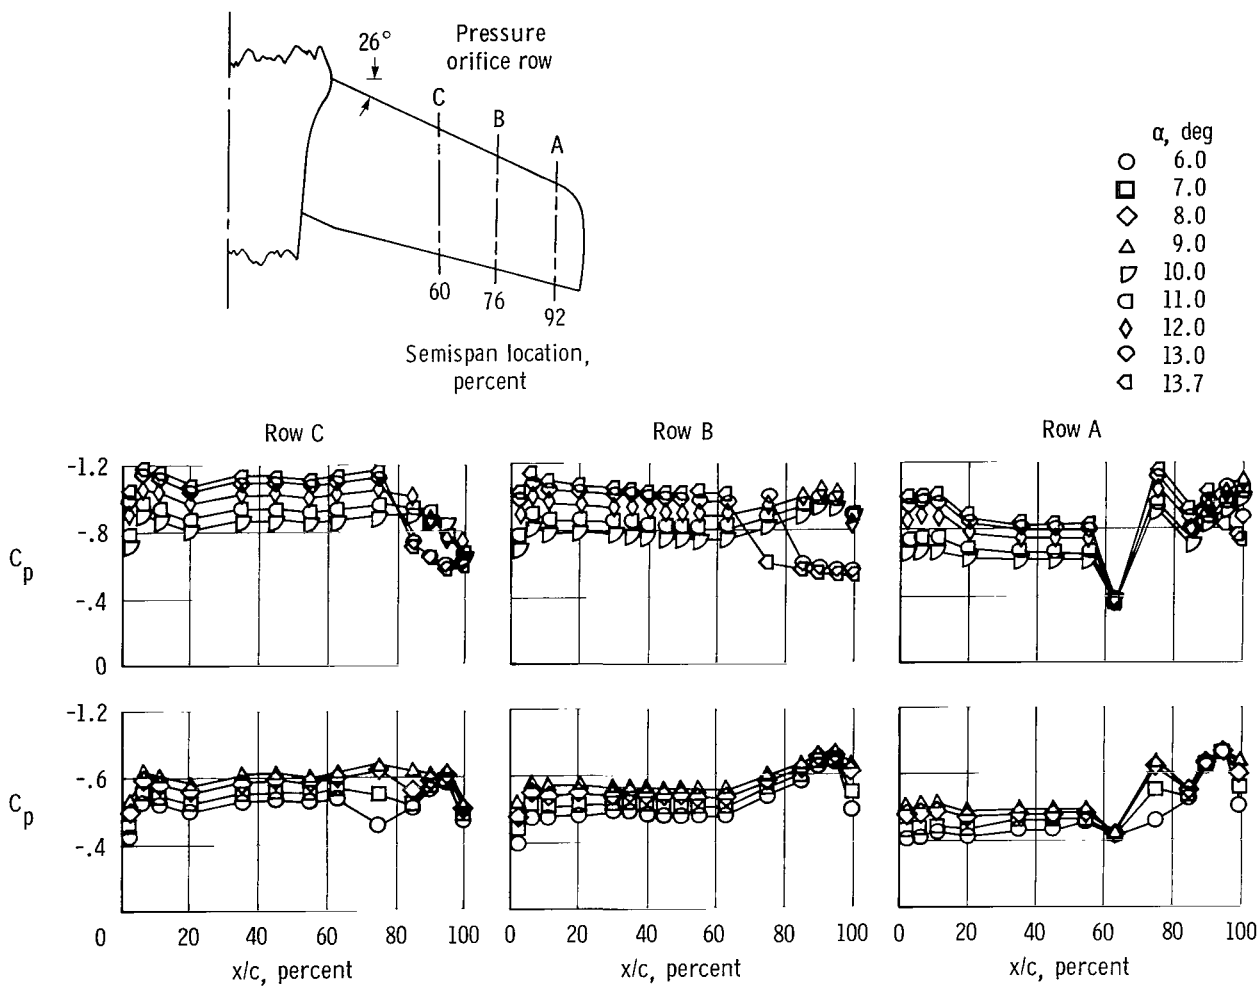 26°
Pressure
orifice row
C
B
A
60
76
92
Semispan location,
percent
α, deg
6.0
7.0
8.0
9.0
10.0
11.0
12.0
13.0
13.7
Row C
Row B
Row A
-1.2
-.8
Cp
-.4
0
-1.2
-.6
Cp
-.4
0
20
40
60
80
100
0
20
40
60
80
100
0
20
40
60
80
100
x/c, percent
x/c, percent
x/c, percent